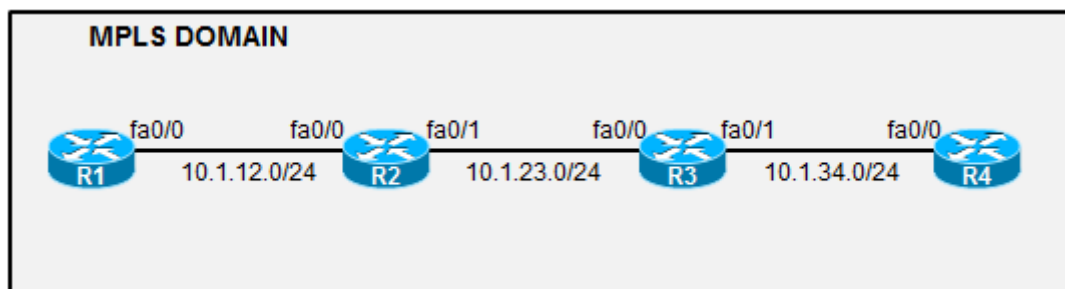 MPLS DOMAIN
fa0/0 fa0/0 fa0/1 fa0/0 fa0/1 fa0/0
R1 10.1.12.0/24 R2 10.1.23.0/24 R3 10.1.34.0/24 R4